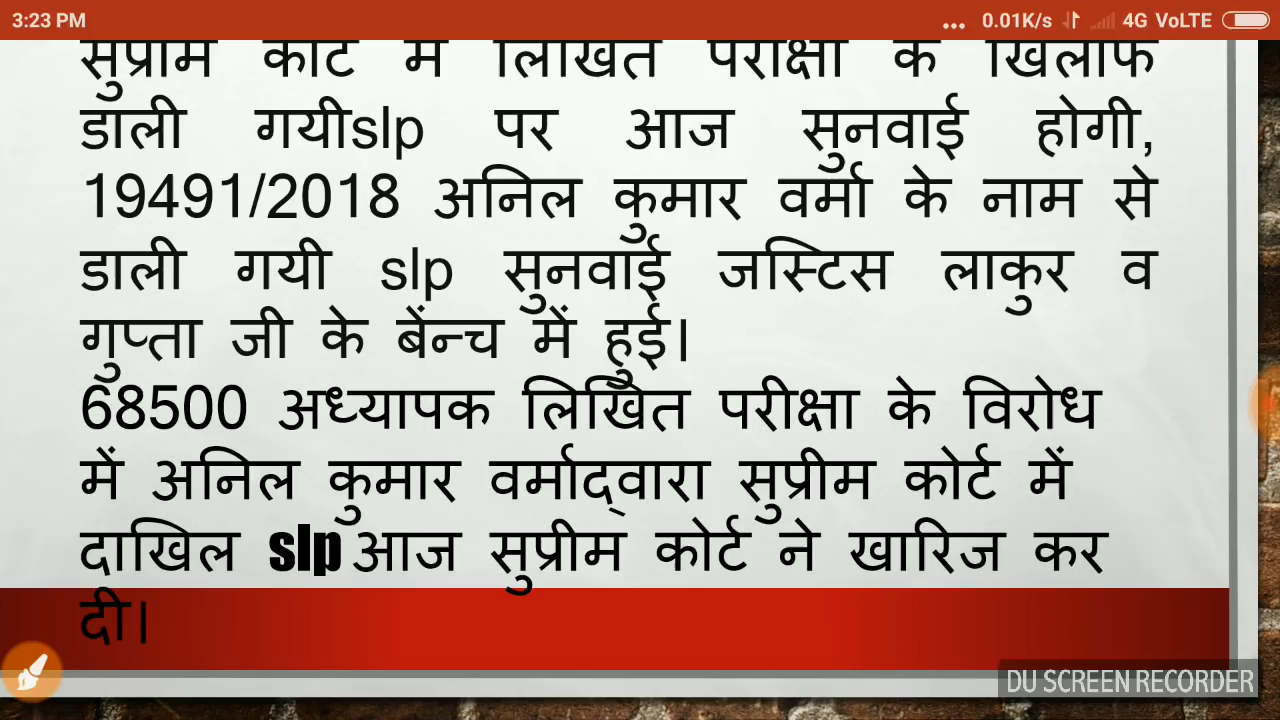 3:23 PM ... 0.01K/s 4G VoLTE
सुप्रीम कोर्ट में लिखित परीक्षा के खिलाफ
डाली गयीslp पर आज सुनवाई होगी,
19491/2018 अनिल कुमार वर्मा के नाम से
डाली गयी slp सुनवाई जस्टिस लाकुर व
गुप्ता जी के बेंन्च में हुई।
68500 अध्यापक लिखित परीक्षा के विरोध
में अनिल कुमार वर्माद्वारा सुप्रीम कोर्ट में
दाखिल slp आज सुप्रीम कोर्ट ने खारिज कर
दी।
DU SCREEN RECORDER